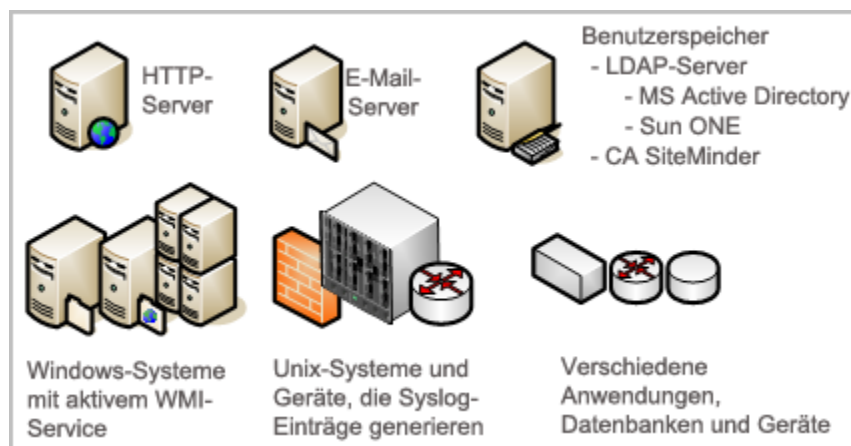 HTTP-
Server
E-Mail-
Server
Benutzerspeicher
- LDAP-Server
- MS Active Directory
- Sun ONE
- CA SiteMinder
Windows-Systeme
mit aktivem WMI-
Service
Unix-Systeme und
Geräte, die Syslog-
Einträge generieren
Verschiedene
Anwendungen,
Datenbanken und Geräte